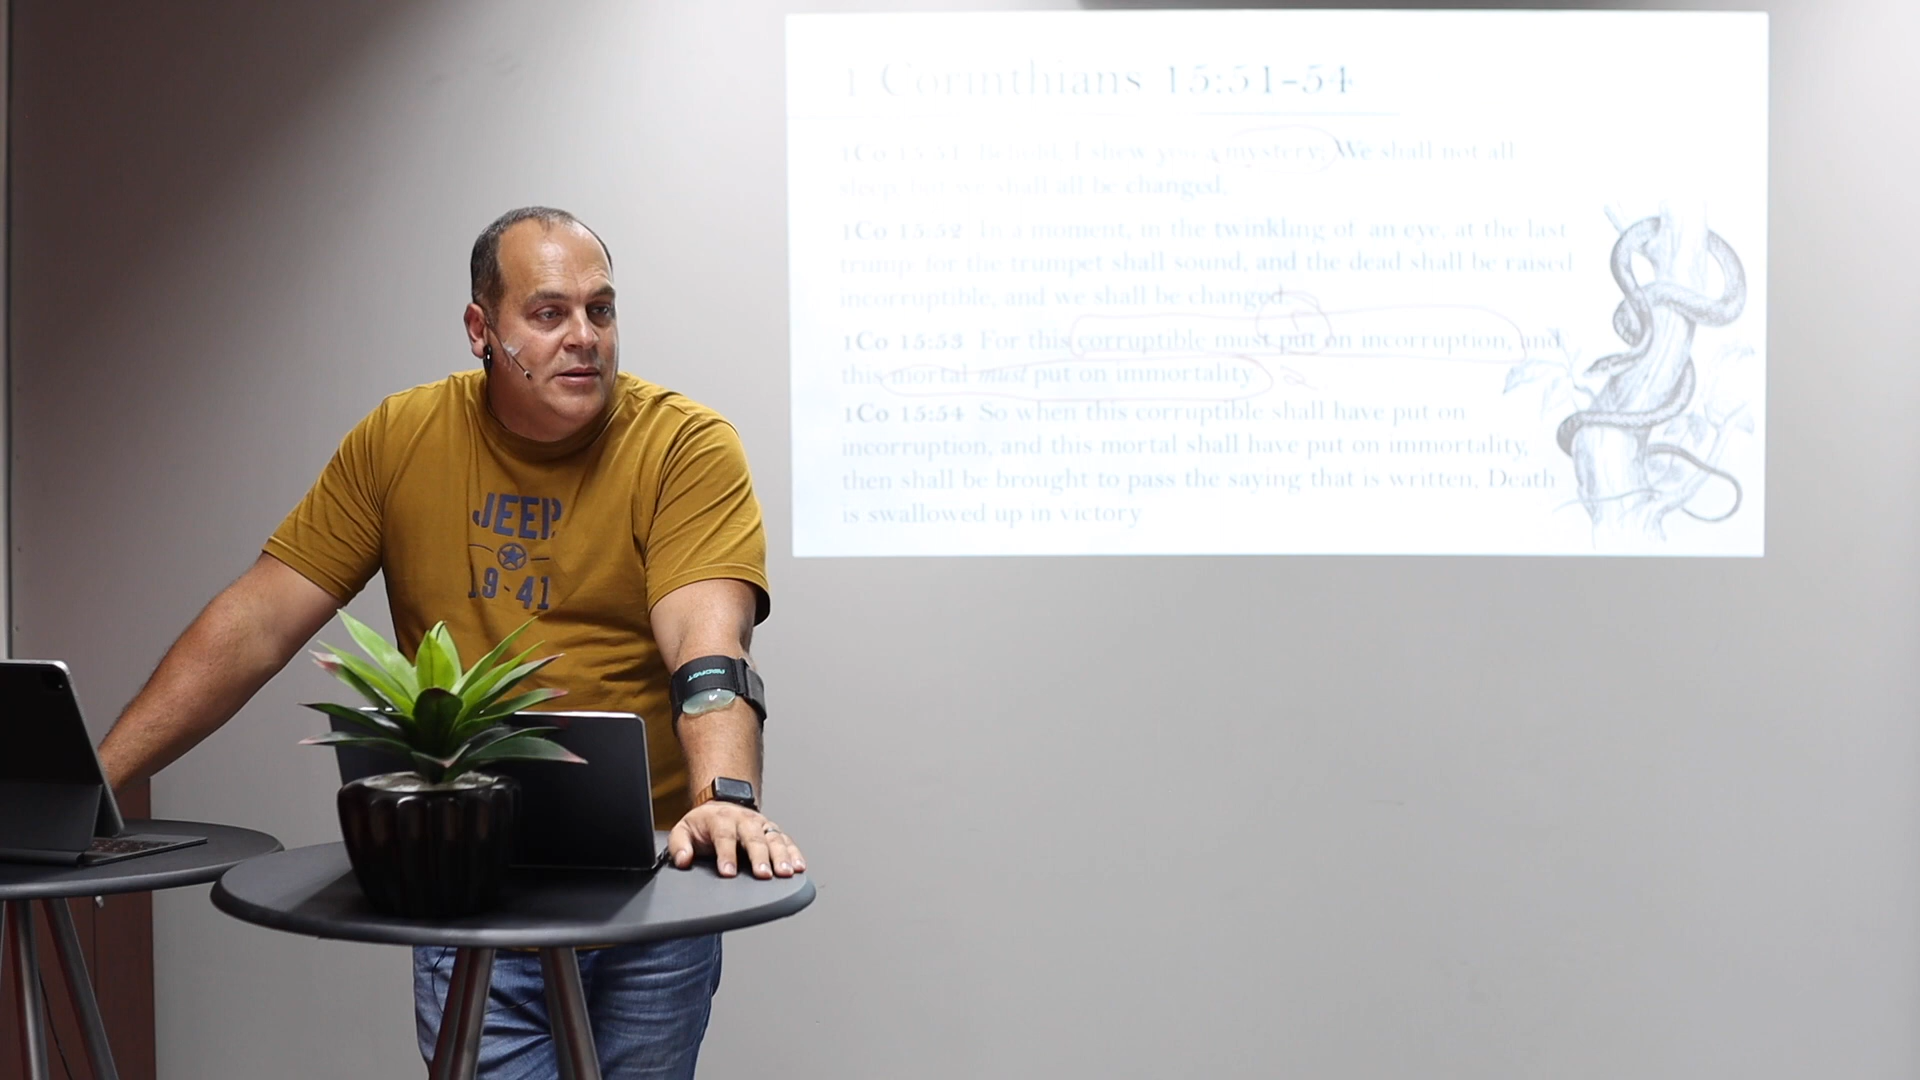 1 Corinthians 15:51-54
1Co 15:51 Behold, I shew you a mystery; We shall not all
sleep, but we shall all be changed,
1Co 15:52 In a moment, in the twinkling of an eye, at the last
trump: for the trumpet shall sound, and the dead shall be raised
incorruptible, and we shall be changed.
1Co 15:53 For this corruptible must put on incorruption, and
this mortal must put on immortality
1Co 15:54 So when this corruptible shall have put on
incorruption, and this mortal shall have put on immortality,
then shall be brought to pass the saying that is written, Death
is swallowed up in victory
JEEP
19-41